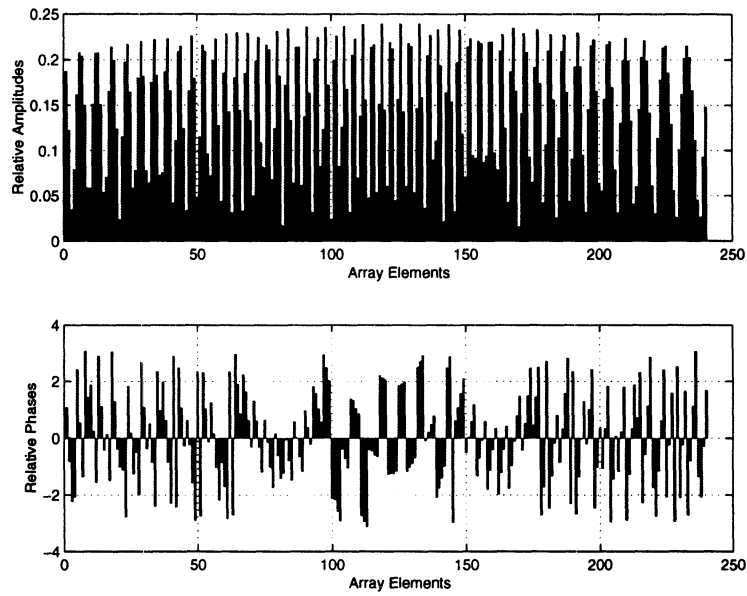 0.25
0.2
0.15
0.1
0.05
0
Relative Amplitudes
0 50 100 150 200 250
Array Elements
4
2
0
−2
−4
Relative Phases
0 50 100 150 200 250
Array Elements